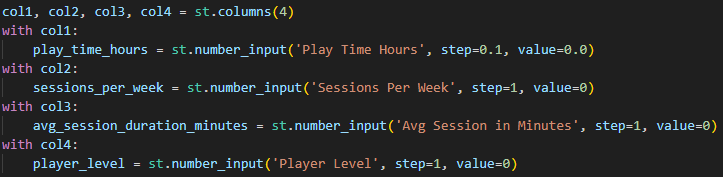 col1, col2, col3, col4 = st.columns(4)
with col1:
    play_time_hours = st.number_input('Play Time Hours', step=0.1, value=0.0)
with col2:
    sessions_per_week = st.number_input('Sessions Per Week', step=1, value=0)
with col3:
    avg_session_duration_minutes = st.number_input('Avg Session in Minutes', step=1, value=0)
with col4:
    player_level = st.number_input('Player Level', step=1, value=0)